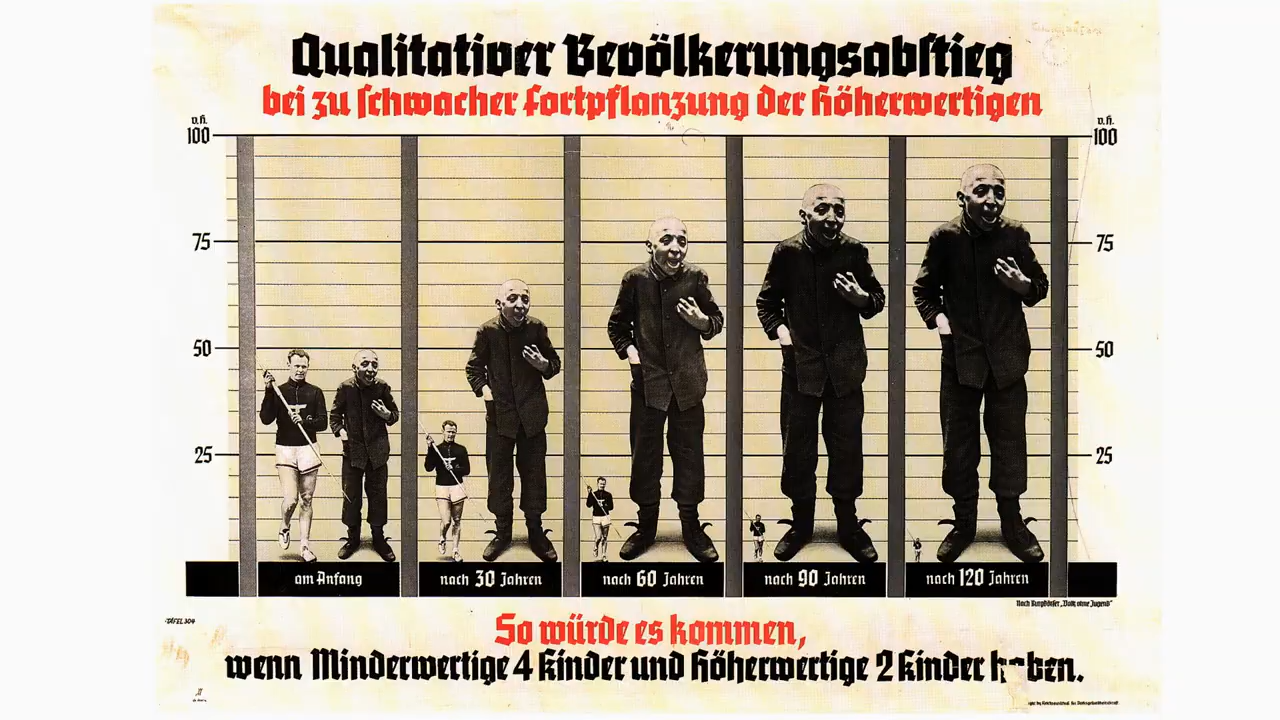 Qualitativer Bevölkerungsabstieg
bei zu schwacher Fortpflanzung der Höherwertigen
v.H. v.H.
100 100
75 75
50 50
25 25
am Anfang nach 30 Jahren nach 60 Jahren nach 90 Jahren nach 120 Jahren
Nach Burgdörfer „Volk ohne Jugend"
TAFEL 304
So würde es kommen,
wenn Minderwertige 4 Kinder und Höherwertige 2 Kinder haben.